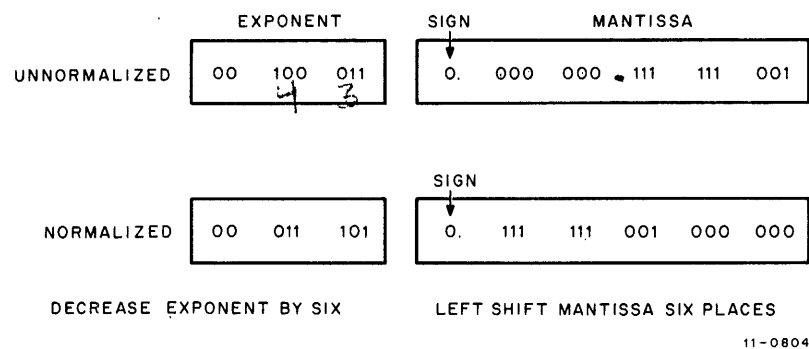 EXPONENT SIGN MANTISSA
UNNORMALIZED 00 100 011 0. 000 000 111 111 001
4 3
SIGN
NORMALIZED 00 011 101 0. 111 111 001 000 000
DECREASE EXPONENT BY SIX LEFT SHIFT MANTISSA SIX PLACES
11-0804